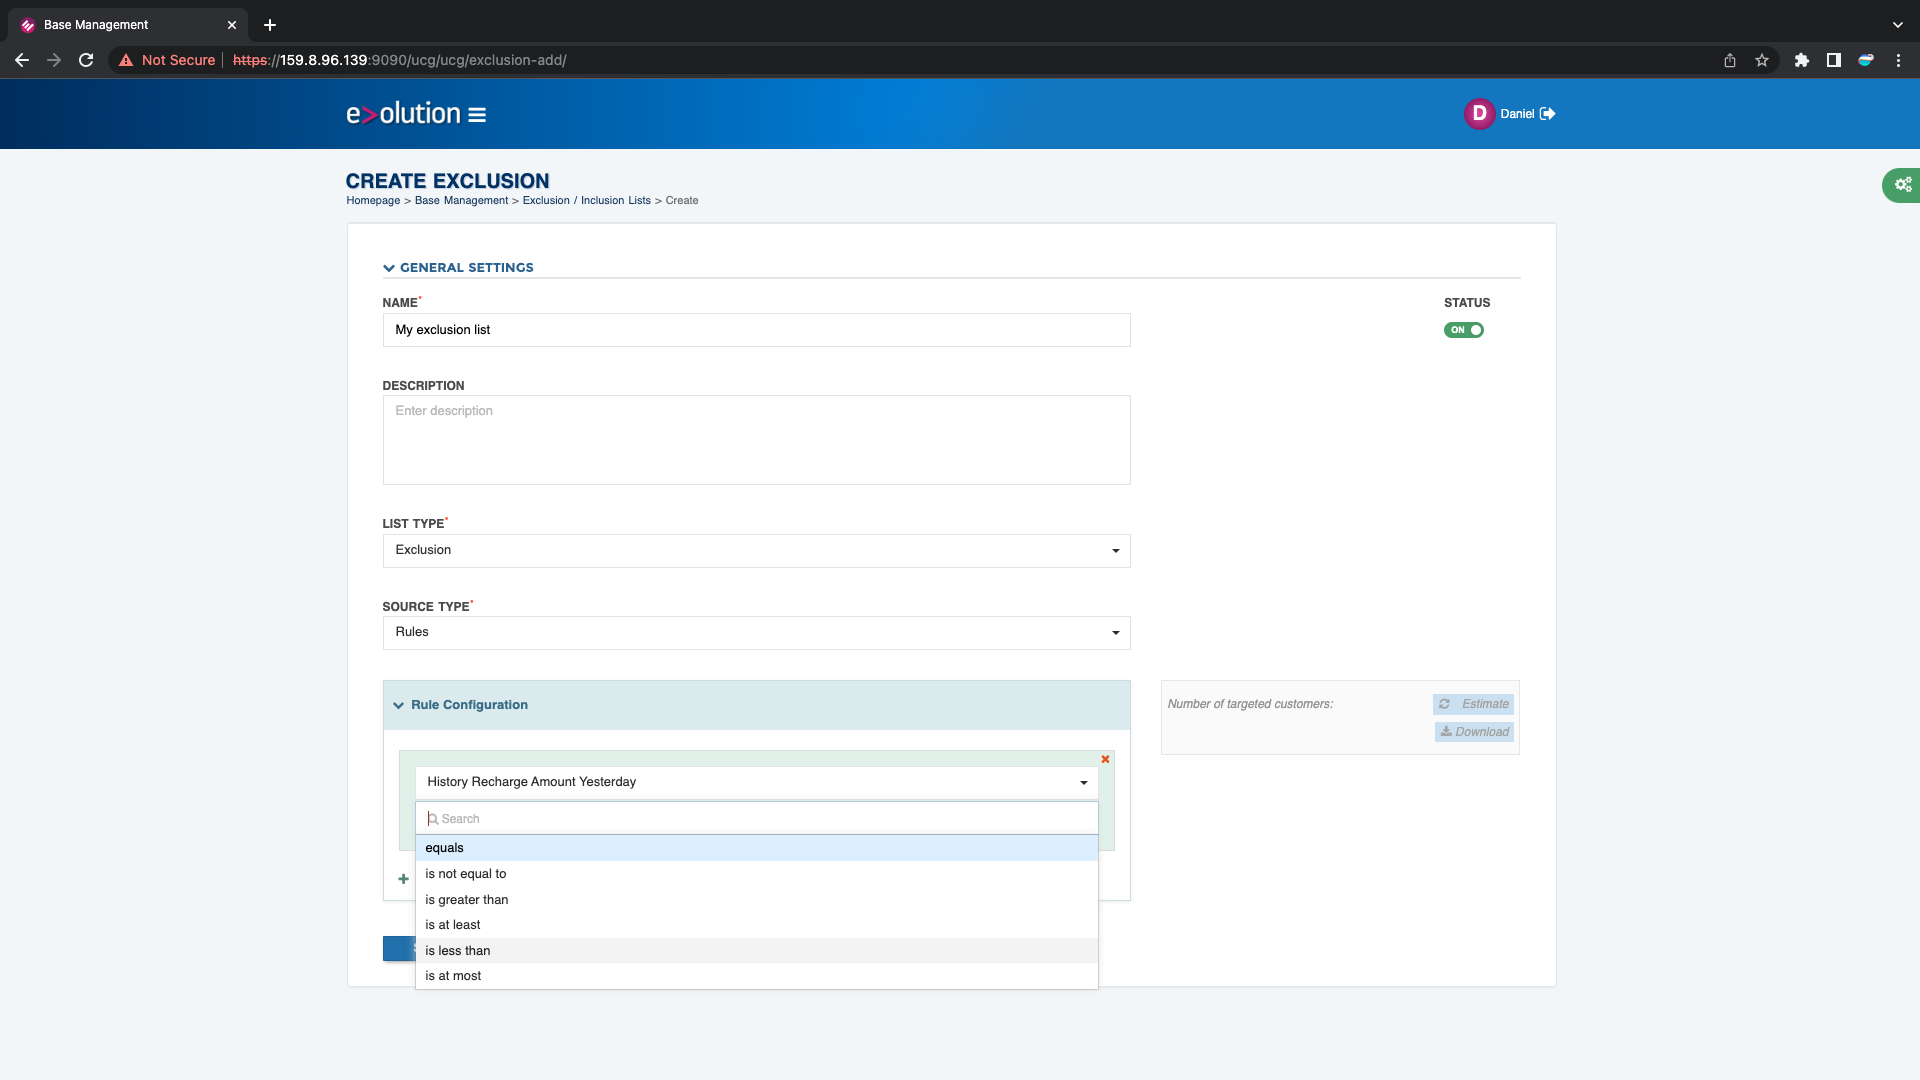 Base Management
Not Secure https://159.8.96.139:9090/ucg/ucg/exclusion-add/
e>olution
D Daniel
CREATE EXCLUSION
Homepage > Base Management > Exclusion / Inclusion Lists > Create
GENERAL SETTINGS
NAME*
STATUS
My exclusion list
ON
DESCRIPTION
Enter description
LIST TYPE*
Exclusion
SOURCE TYPE*
Rules
Rule Configuration
Number of targeted customers:
Estimate
Download
History Recharge Amount Yesterday
Search
equals
is not equal to
is greater than
is at least
is less than
is at most